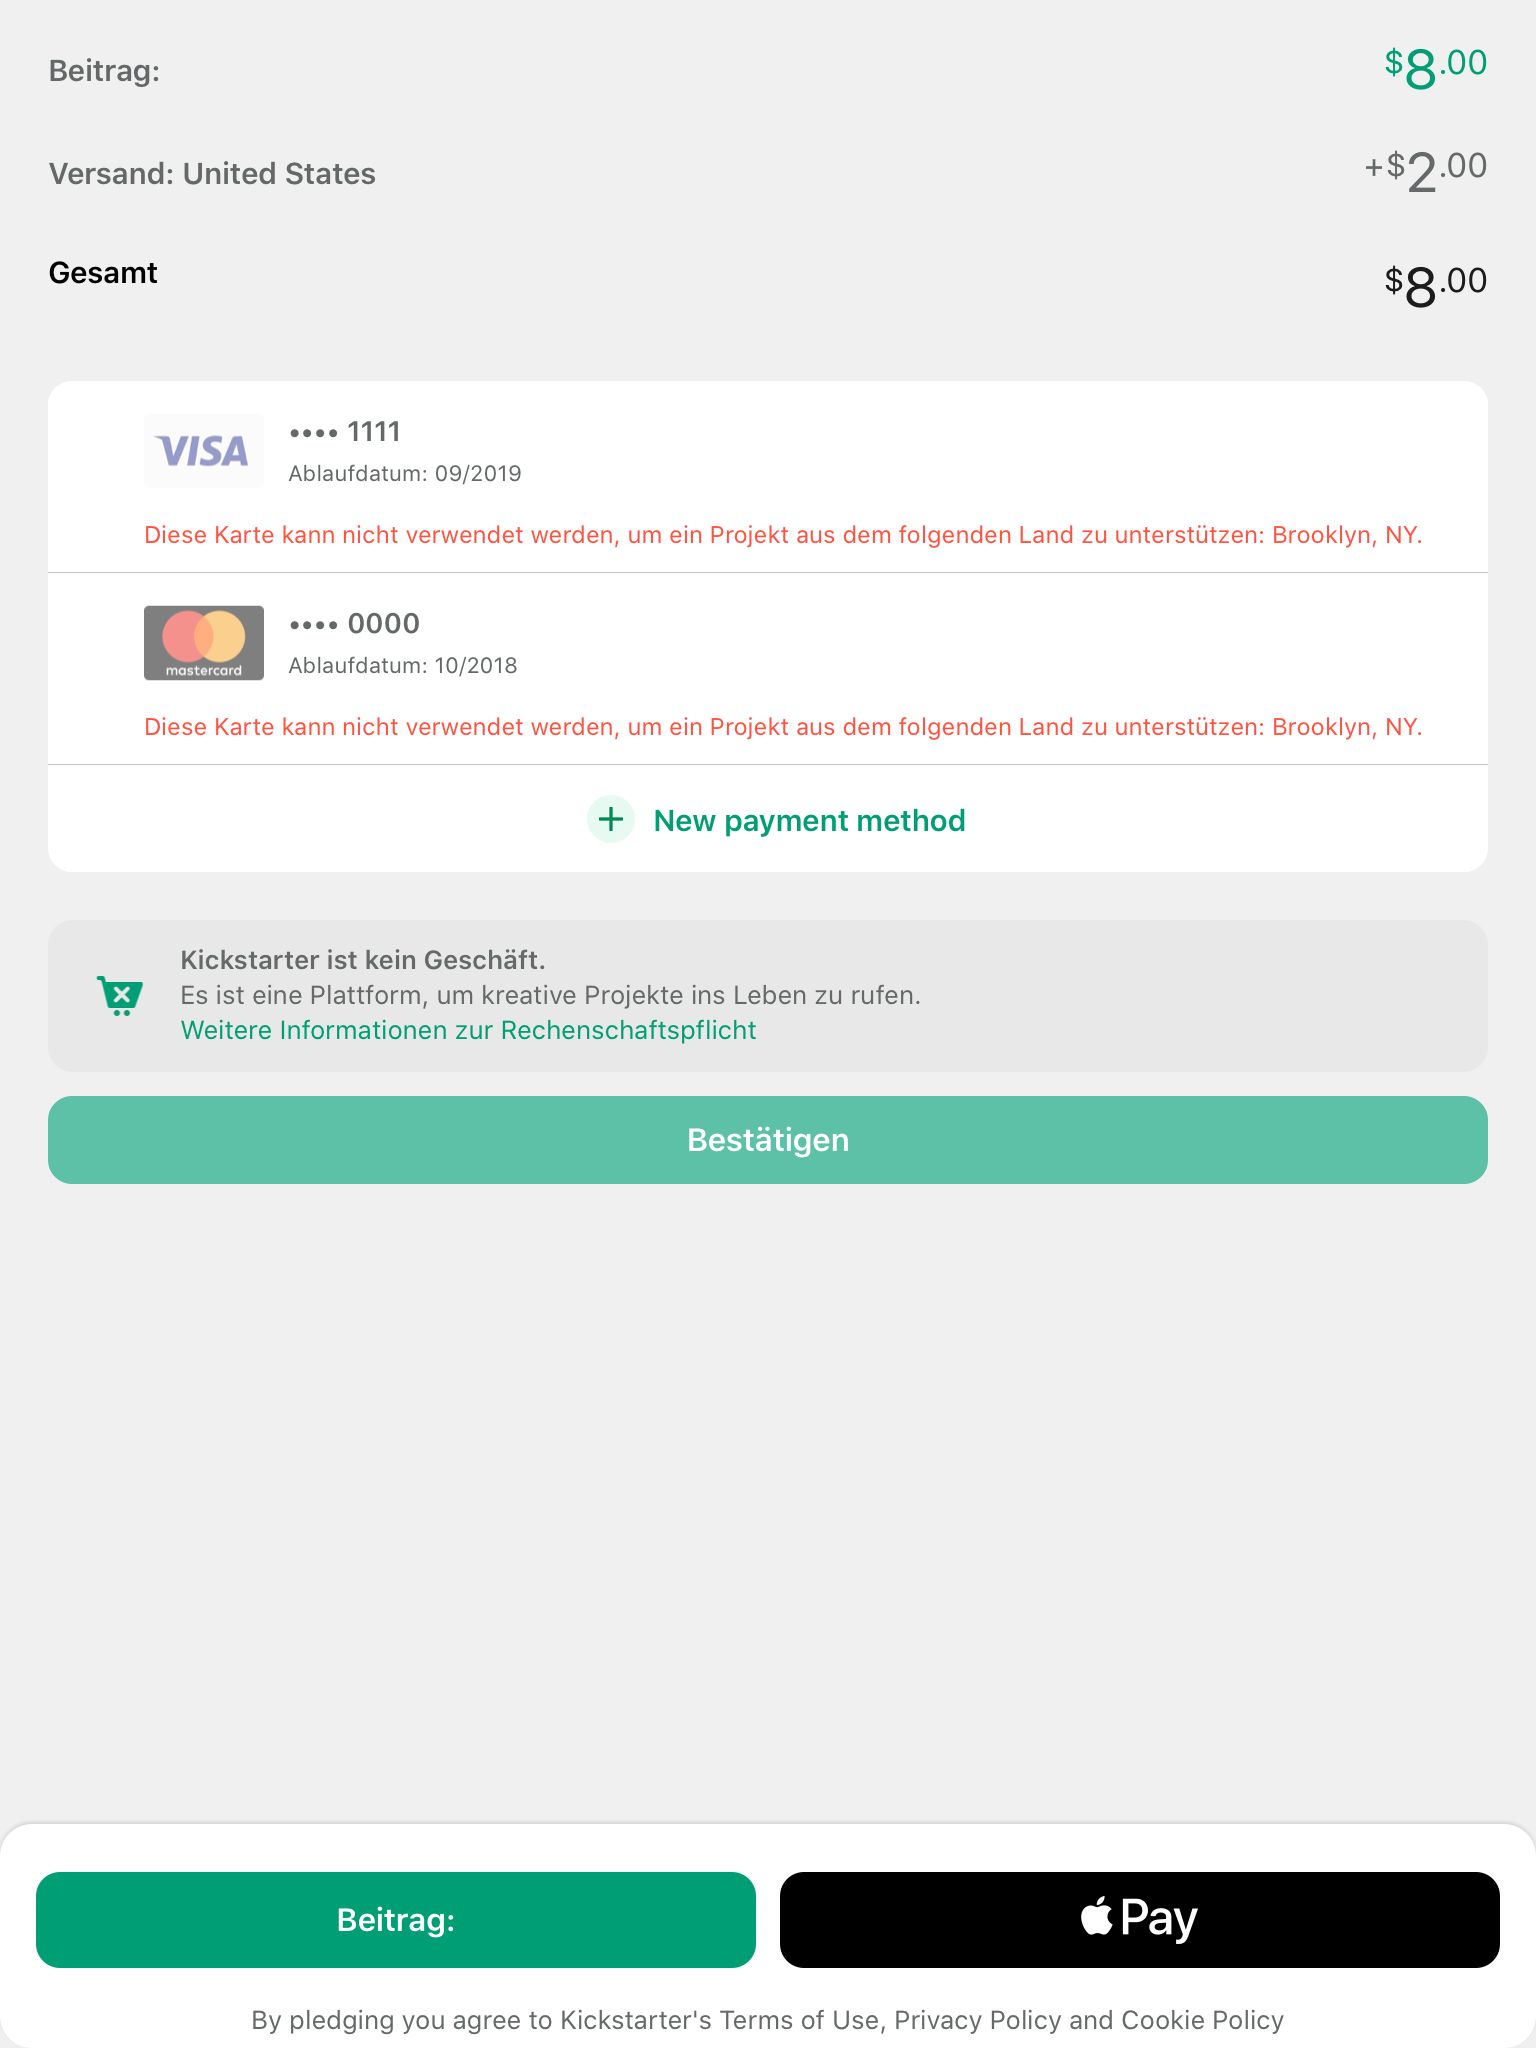 Beitrag: $8.00
Versand: United States +$2.00
Gesamt $8.00
VISA •••• 1111
Ablaufdatum: 09/2019
Diese Karte kann nicht verwendet werden, um ein Projekt aus dem folgenden Land zu unterstützen: Brooklyn, NY.
mastercard •••• 0000
Ablaufdatum: 10/2018
Diese Karte kann nicht verwendet werden, um ein Projekt aus dem folgenden Land zu unterstützen: Brooklyn, NY.
New payment method
Kickstarter ist kein Geschäft.
Es ist eine Plattform, um kreative Projekte ins Leben zu rufen.
Weitere Informationen zur Rechenschaftspflicht
Bestätigen
Beitrag: Pay
By pledging you agree to Kickstarter's Terms of Use, Privacy Policy and Cookie Policy